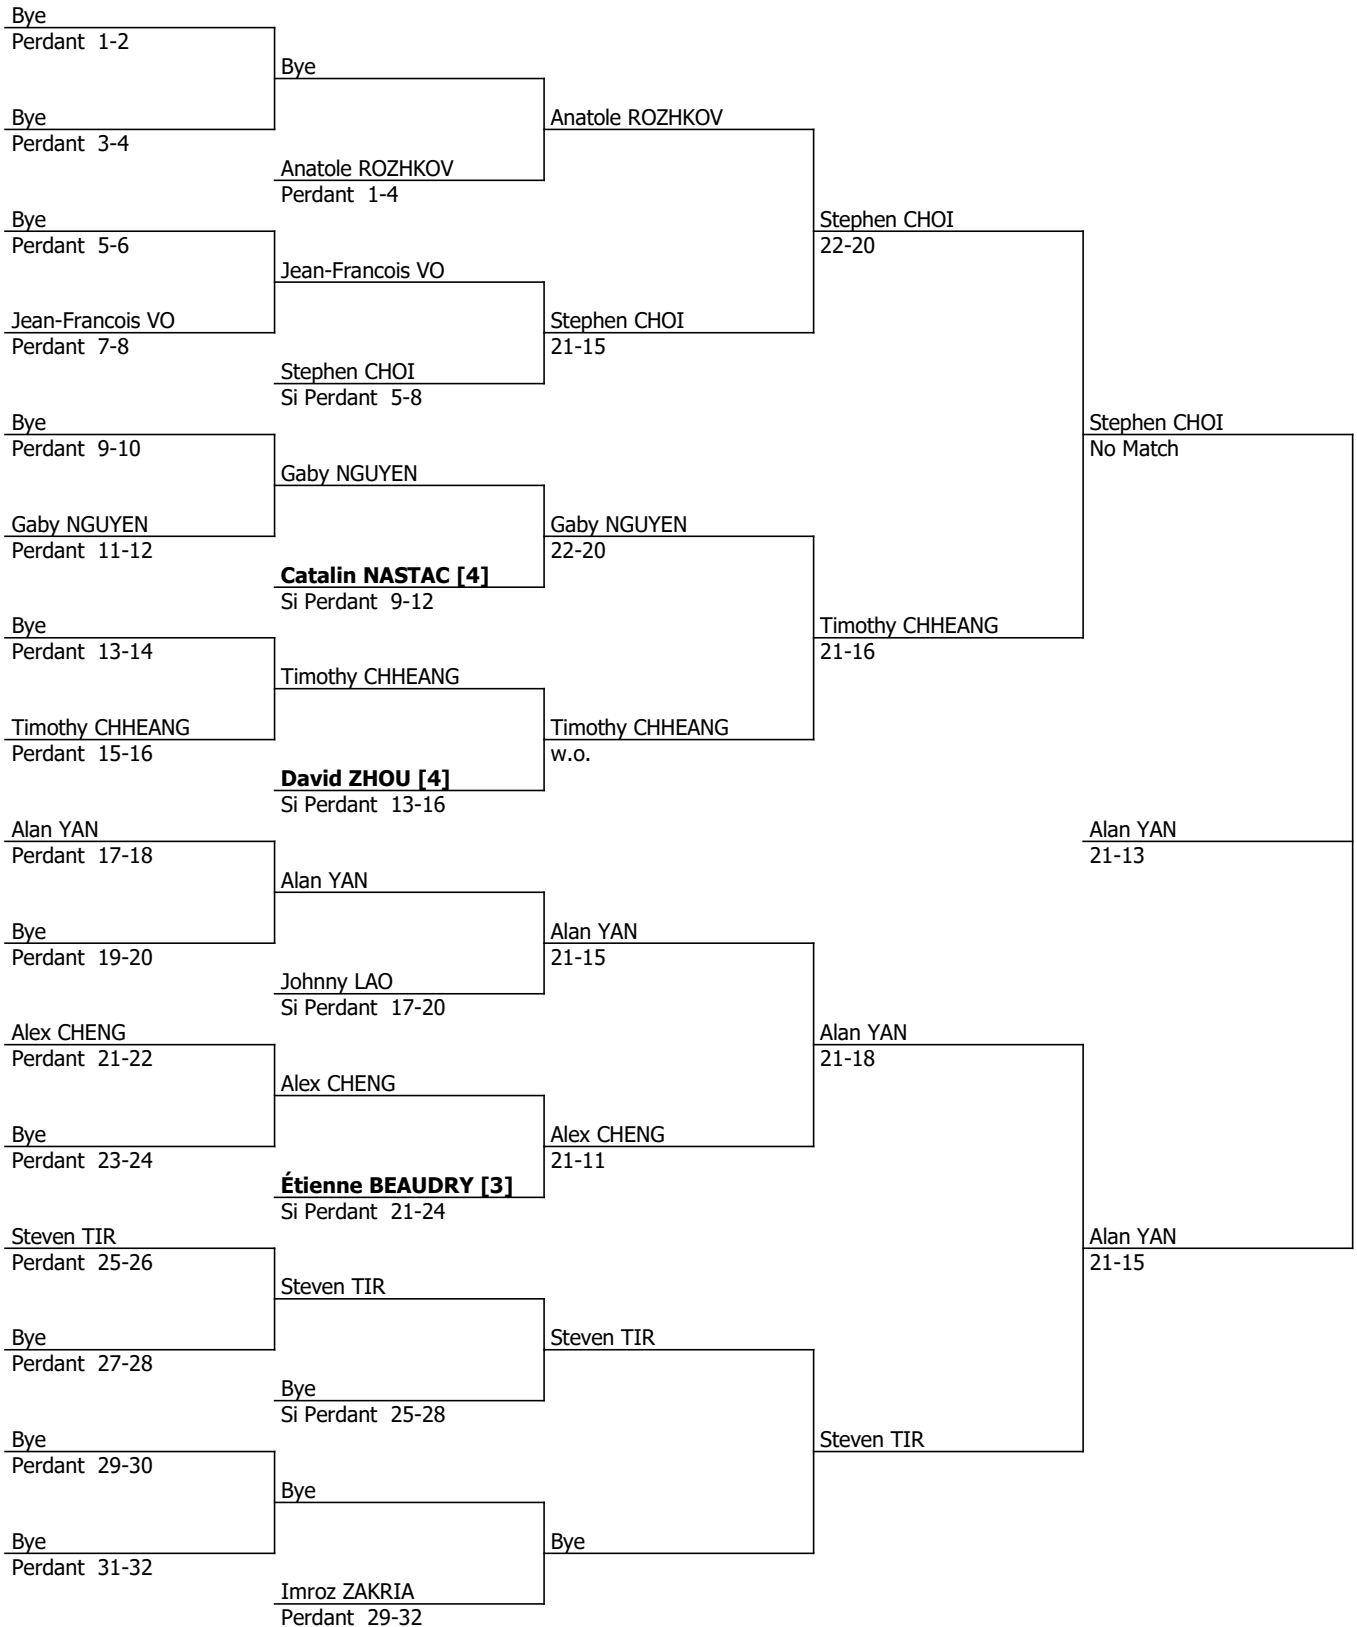 Bye
Perdant 1-2
Bye
Bye
Perdant 3-4
Anatole ROZHKOV
Anatole ROZHKOV
Perdant 1-4
Bye
Perdant 5-6
Stephen CHOI
22-20
Jean-Francois VO
Jean-Francois VO
Perdant 7-8
Stephen CHOI
21-15
Stephen CHOI
Si Perdant 5-8
Bye
Perdant 9-10
Stephen CHOI
No Match
Gaby NGUYEN
Gaby NGUYEN
Perdant 11-12
Gaby NGUYEN
22-20
Catalin NASTAC [4]
Si Perdant 9-12
Bye
Perdant 13-14
Timothy CHHEANG
21-16
Timothy CHHEANG
Timothy CHHEANG
Perdant 15-16
Timothy CHHEANG
w.o.
David ZHOU [4]
Si Perdant 13-16
Alan YAN
Perdant 17-18
Alan YAN
21-13
Alan YAN
Bye
Perdant 19-20
Alan YAN
21-15
Johnny LAO
Si Perdant 17-20
Alex CHENG
Perdant 21-22
Alan YAN
21-18
Alex CHENG
Bye
Perdant 23-24
Alex CHENG
21-11
Étienne BEAUDRY [3]
Si Perdant 21-24
Steven TIR
Perdant 25-26
Alan YAN
21-15
Steven TIR
Bye
Perdant 27-28
Steven TIR
Bye
Si Perdant 25-28
Bye
Perdant 29-30
Steven TIR
Bye
Bye
Perdant 31-32
Bye
Imroz ZAKRIA
Perdant 29-32